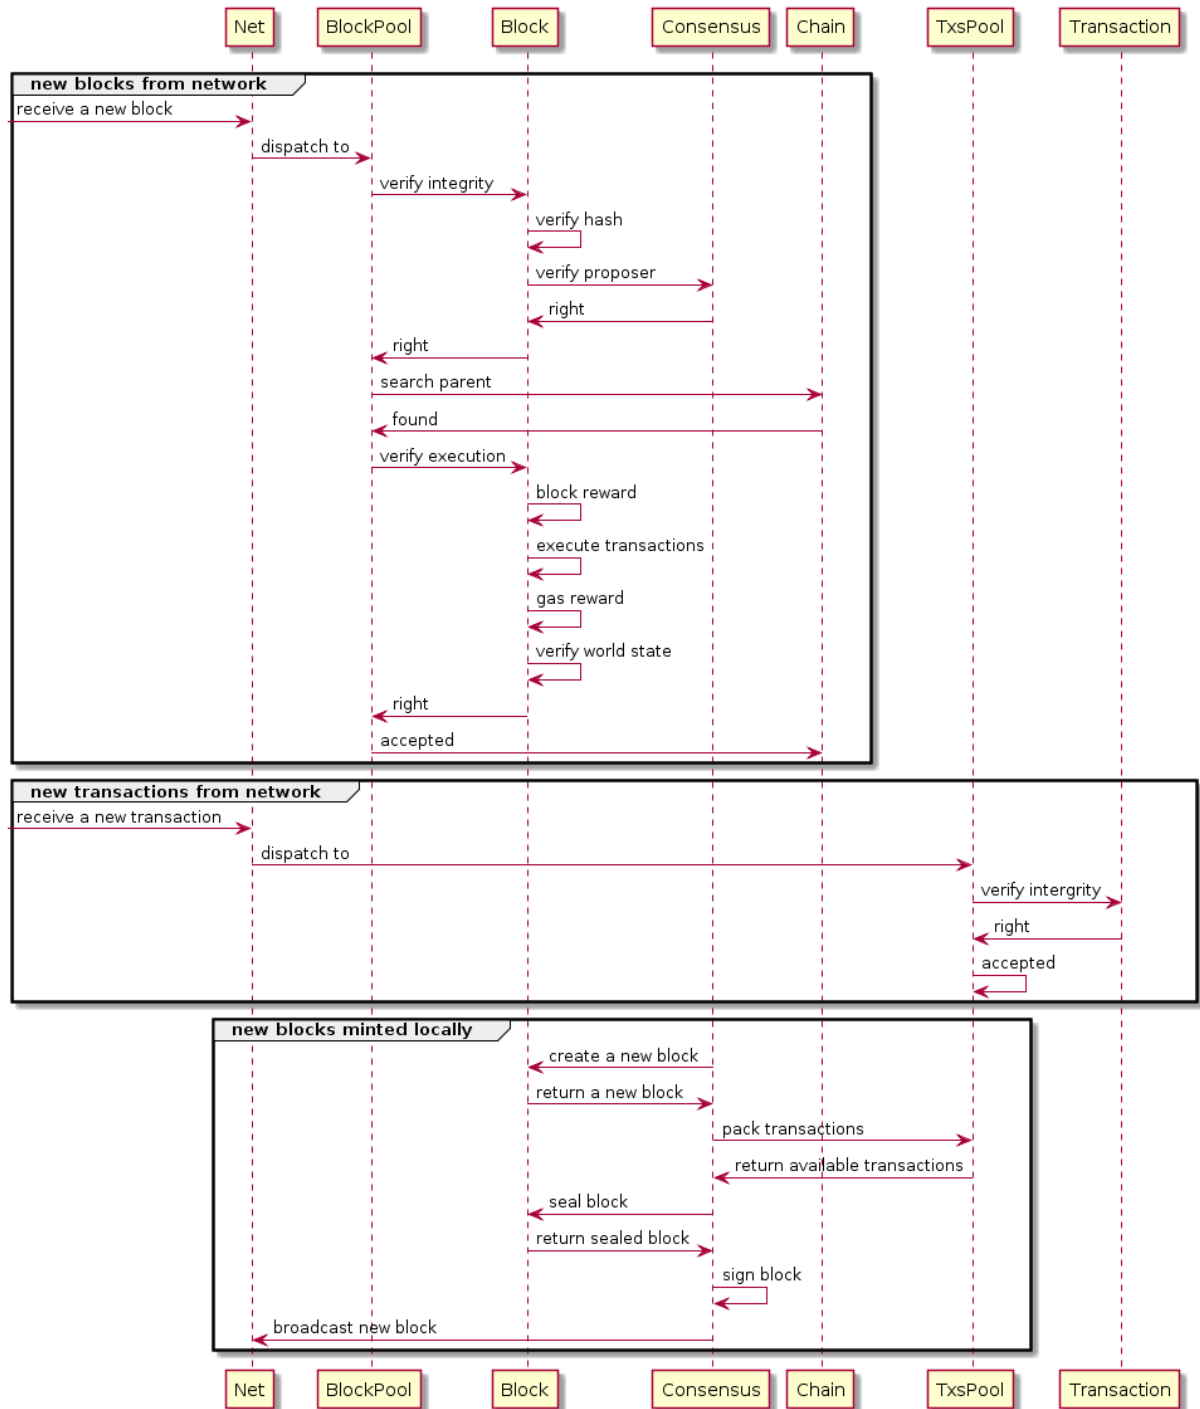 Net BlockPool Block Consensus Chain TxsPool Transaction
new blocks from network
receive a new block
dispatch to
verify integrity
verify hash
verify proposer
right
right
search parent
found
verify execution
block reward
execute transactions
gas reward
verify world state
right
accepted
new transactions from network
receive a new transaction
dispatch to
verify intergrity
right
accepted
new blocks minted locally
create a new block
return a new block
pack transactions
return available transactions
seal block
return sealed block
sign block
broadcast new block
Net BlockPool Block Consensus Chain TxsPool Transaction